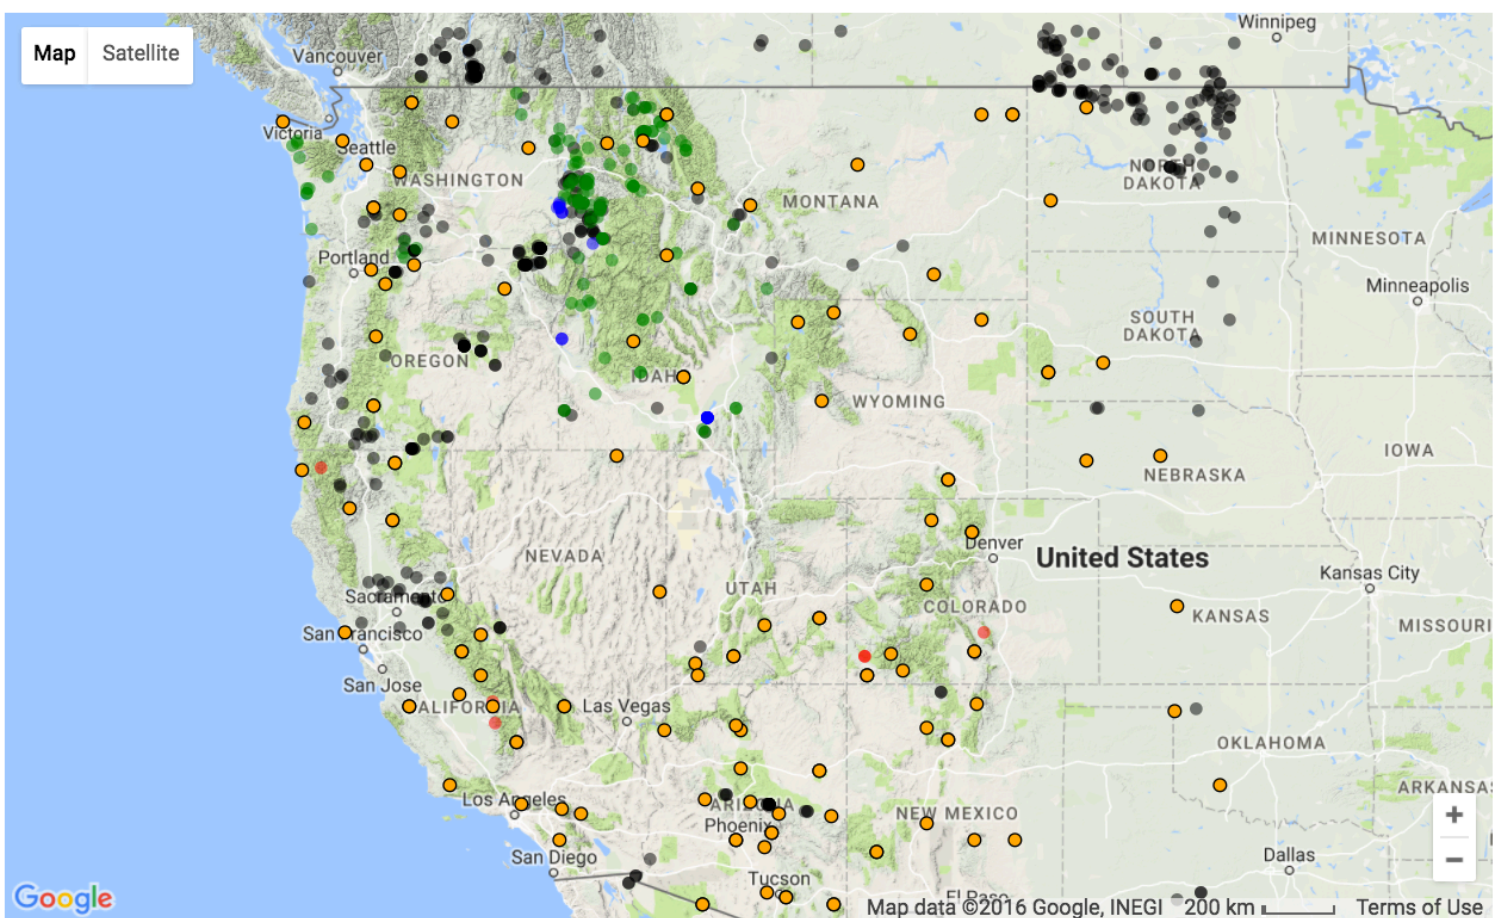 Map
Satellite
Winnipeg
Vancouver
Victoria
Seattle
WASHINGTON
NORTH
DAKOTA
MONTANA
MINNESOTA
Portland
Minneapolis
SOUTH
DAKOTA
OREGON
IDAHO
WYOMING
IOWA
NEBRASKA
Denver
NEVADA
United States
UTAH
Kansas City
Sacramento
COLORADO
KANSAS
San Francisco
MISSOURI
San Jose
CALIFORNIA
Las Vegas
OKLAHOMA
Los Angeles
ARIZONA
ARKANSAS
NEW MEXICO
Phoenix
+
San Diego
Dallas
−
Tucson
El Paso
Google
Map data ©2016 Google, INEGI
200 km
Terms of Use